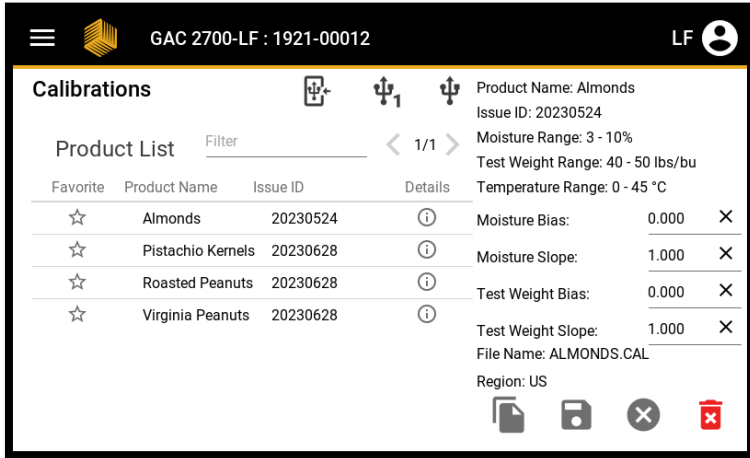 GAC 2700-LF : 1921-00012
LF
Calibrations
1
Product List
Filter
1/1
Favorite Product Name Issue ID Details
Almonds 20230524
Pistachio Kernels 20230628
Roasted Peanuts 20230628
Virginia Peanuts 20230628
Product Name: Almonds
Issue ID: 20230524
Moisture Range: 3 - 10%
Test Weight Range: 40 - 50 lbs/bu
Temperature Range: 0 - 45 °C
Moisture Bias: 0.000
Moisture Slope: 1.000
Test Weight Bias: 0.000
Test Weight Slope: 1.000
File Name: ALMONDS.CAL
Region: US